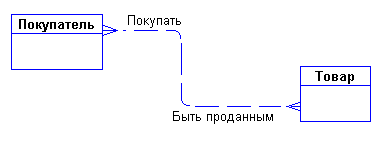 Покупатель
Покупать
Товар
Быть проданным